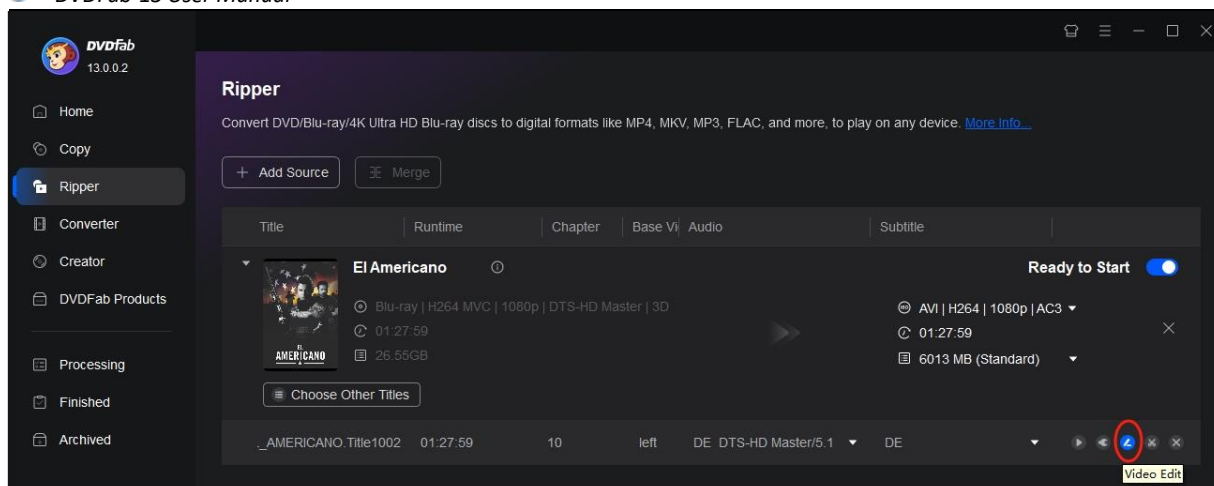 DVDFab 13 User Manual
DVDFab
13.0.0.2
Home
Copy
Ripper
Converter
Creator
DVDFab Products
Processing
Finished
Archived
Ripper
Convert DVD/Blu-ray/4K Ultra HD Blu-ray discs to digital formats like MP4, MKV, MP3, FLAC, and more, to play on any device. More Info...
+ Add Source
Merge
Title Runtime Chapter Base Vi Audio Subtitle
El Americano
Ready to Start
Blu-ray | H264 MVC | 1080p | DTS-HD Master | 3D
01:27:59
26.55GB
AVI | H264 | 1080p | AC3
01:27:59
6013 MB (Standard)
EL
AMERICANO
Choose Other Titles
._AMERICANO.Title1002 01:27:59 10 left DE DTS-HD Master/5.1 DE
Video Edit